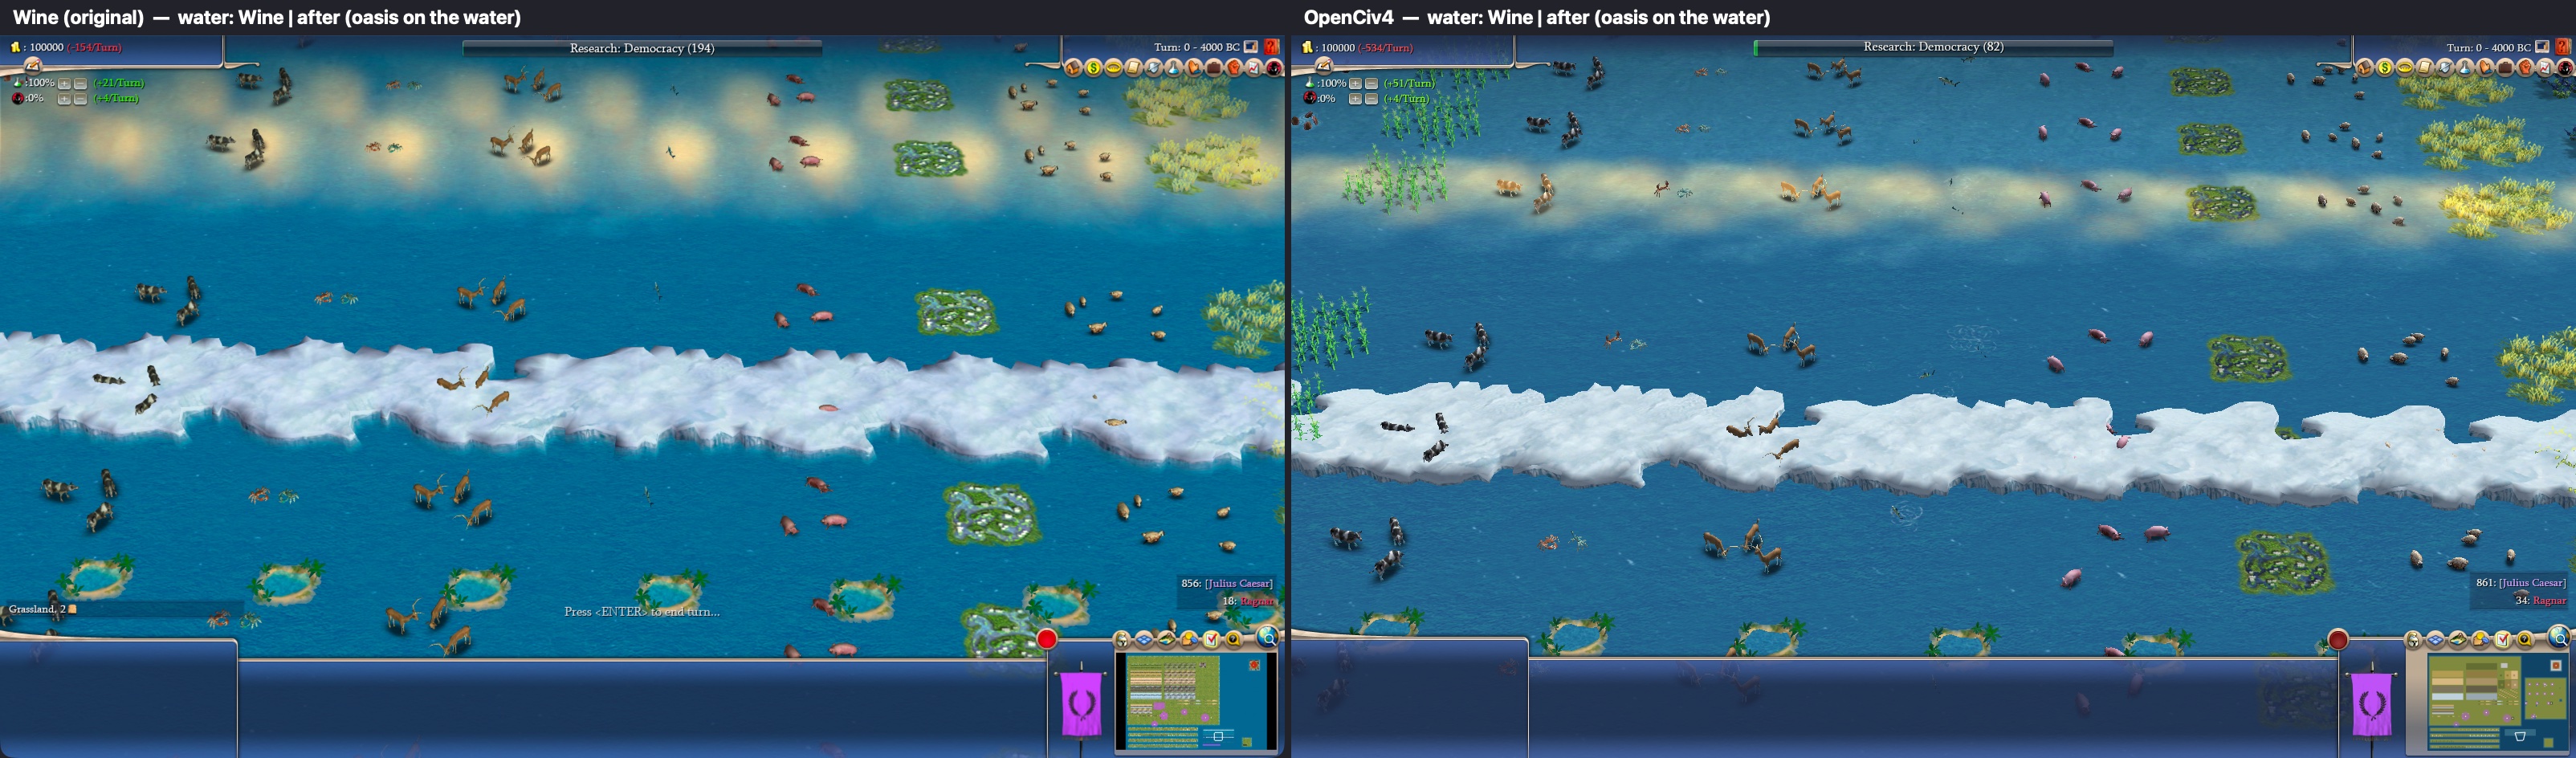 Wine (original) — water: Wine | after (oasis on the water)
: 100000 (-154/Turn)
Research: Democracy (194)
Turn: 0 - 4000 BC
:100% (+21/Turn)
:0% (+4/Turn)
856: [Julius Caesar]
18: Ragnar
Grassland, 2
Press <ENTER> to end turn...
OpenCiv4 — water: Wine | after (oasis on the water)
: 100000 (-534/Turn)
Research: Democracy (82)
Turn: 0 - 4000 BC
:100% (+51/Turn)
:0% (+4/Turn)
861: [Julius Caesar]
34: Ragnar